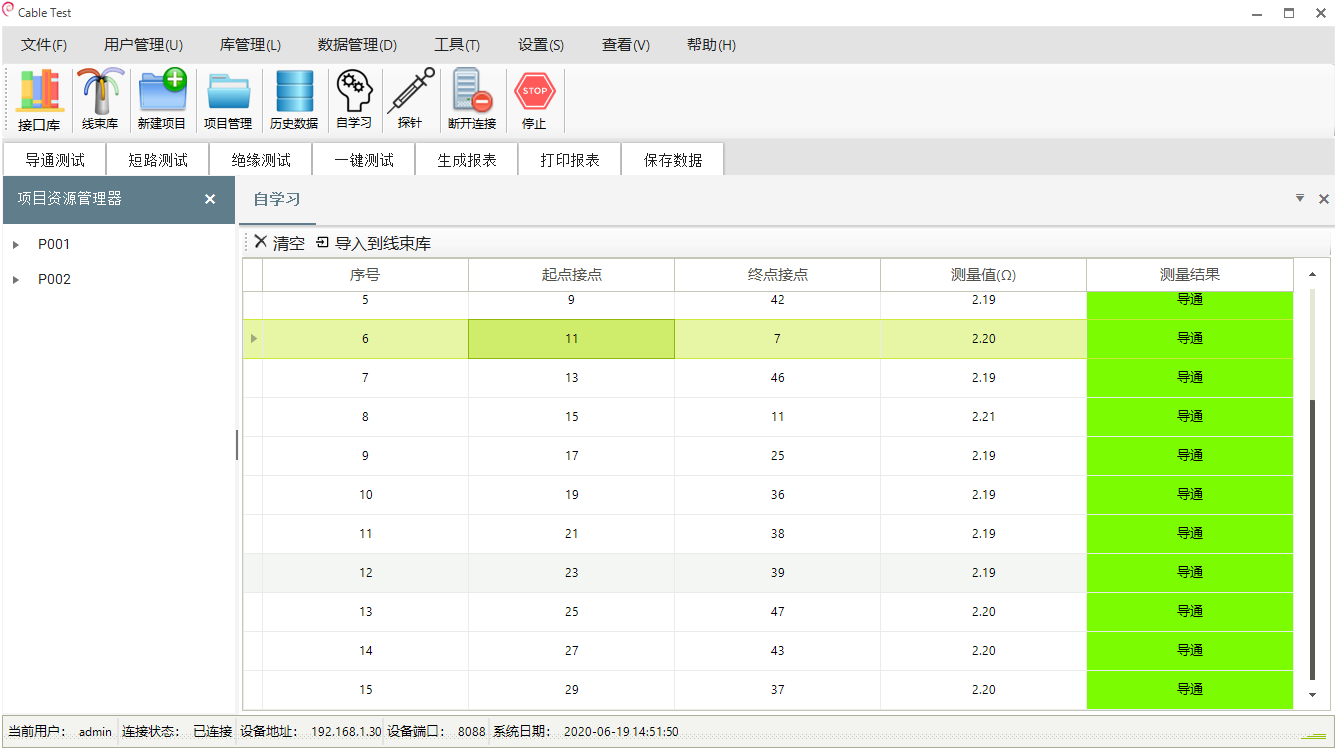 Cable Test
文件(F) 用户管理(U) 库管理(L) 数据管理(D) 工具(T) 设置(S) 查看(V) 帮助(H)
STOP
接口库 线束库 新建项目 项目管理 历史数据 自学习 探针 断开连接 停止
导通测试 短路测试 绝缘测试 一键测试 生成报表 打印报表 保存数据
项目资源管理器 自学习
P001
P002
清空 导入到线束库
序号 起点接点 终点接点 测量值(Ω) 测量结果
5 9 42 2.19 导通
6 11 7 2.20 导通
7 13 46 2.19 导通
8 15 11 2.21 导通
9 17 25 2.19 导通
10 19 36 2.19 导通
11 21 38 2.19 导通
12 23 39 2.19 导通
13 25 47 2.20 导通
14 27 43 2.20 导通
15 29 37 2.20 导通
当前用户： admin 连接状态： 已连接 设备地址： 192.168.1.30 设备端口： 8088 系统日期： 2020-06-19 14:51:50